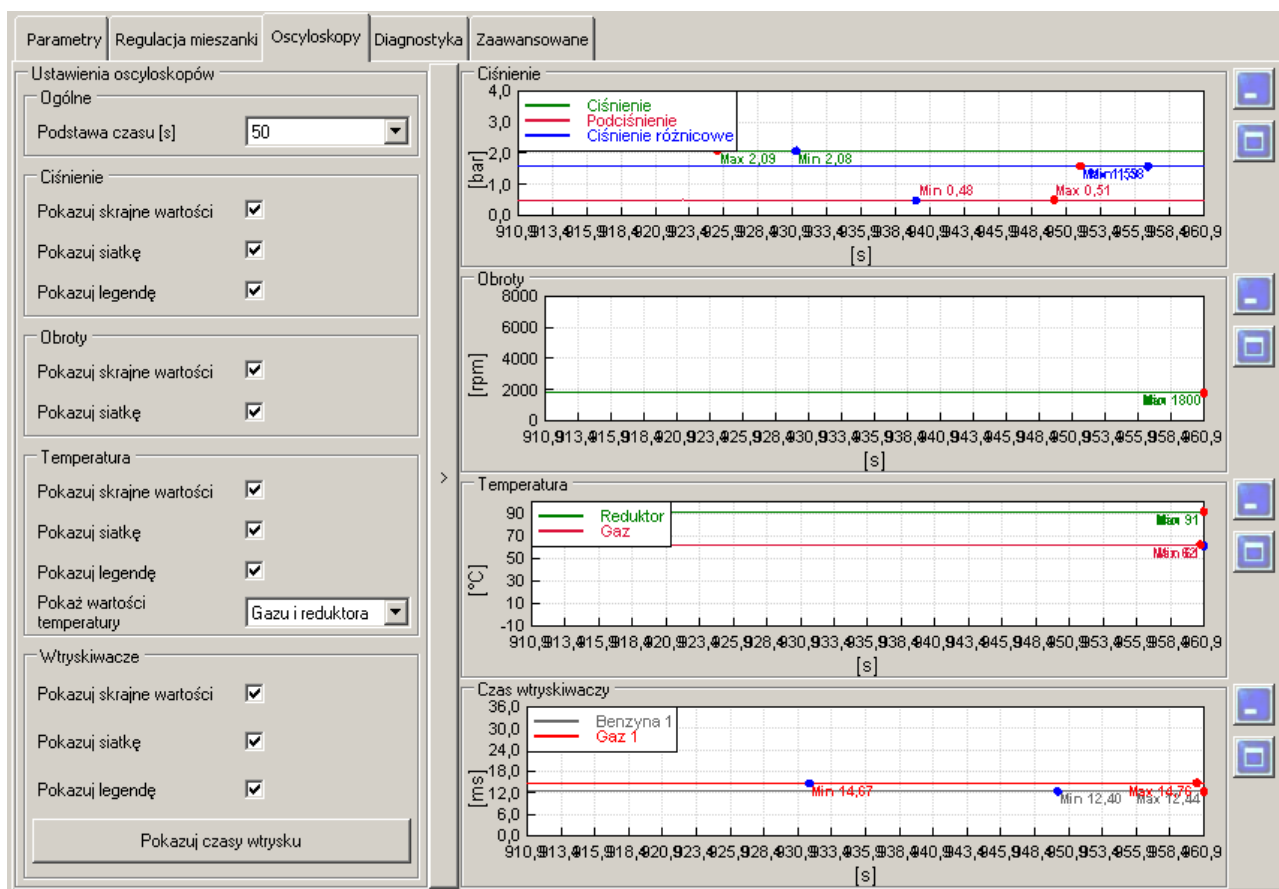 Parametry Regulacja mieszanki Oscyloskopy Diagnostyka Zaawansowane
Ustawienia oscyloskopów
Ogólne
Podstawa czasu [s] 50
Ciśnienie
Pokazuj skrajne wartości
Pokazuj siatkę
Pokazuj legendę
Obroty
Pokazuj skrajne wartości
Pokazuj siatkę
Temperatura
Pokazuj skrajne wartości
Pokazuj siatkę
Pokazuj legendę
Pokaż wartości
temperatury
Gazu i reduktora
Wtryskiwacze
Pokazuj skrajne wartości
Pokazuj siatkę
Pokazuj legendę
Pokazuj czasy wtrysku
>
Ciśnienie
4,0
3,0
2,0
1,0
0,0
[bar]
Ciśnienie
Podciśnienie
Ciśnienie różnicowe
Max 2,09 Min 2,08
Min 0,48 Max 0,51
[s]
Obroty
8000
6000
4000
2000
0
[rpm]
1800
[s]
Temperatura
90
70
50
30
10
-10
[°C]
Reduktor
Gaz
91
[s]
Czas wtryskiwaczy
36,0
30,0
24,0
18,0
12,0
6,0
0,0
[ms]
Benzyna 1
Gaz 1
Min 14,67 Max 14,76
Min 12,40 Max 12,44
[s]